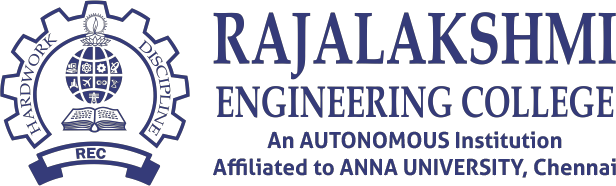 HARDWORK
DISCIPLINE
REC
RAJALAKSHMI
ENGINEERING COLLEGE
An AUTONOMOUS Institution
Affiliated to ANNA UNIVERSITY, Chennai